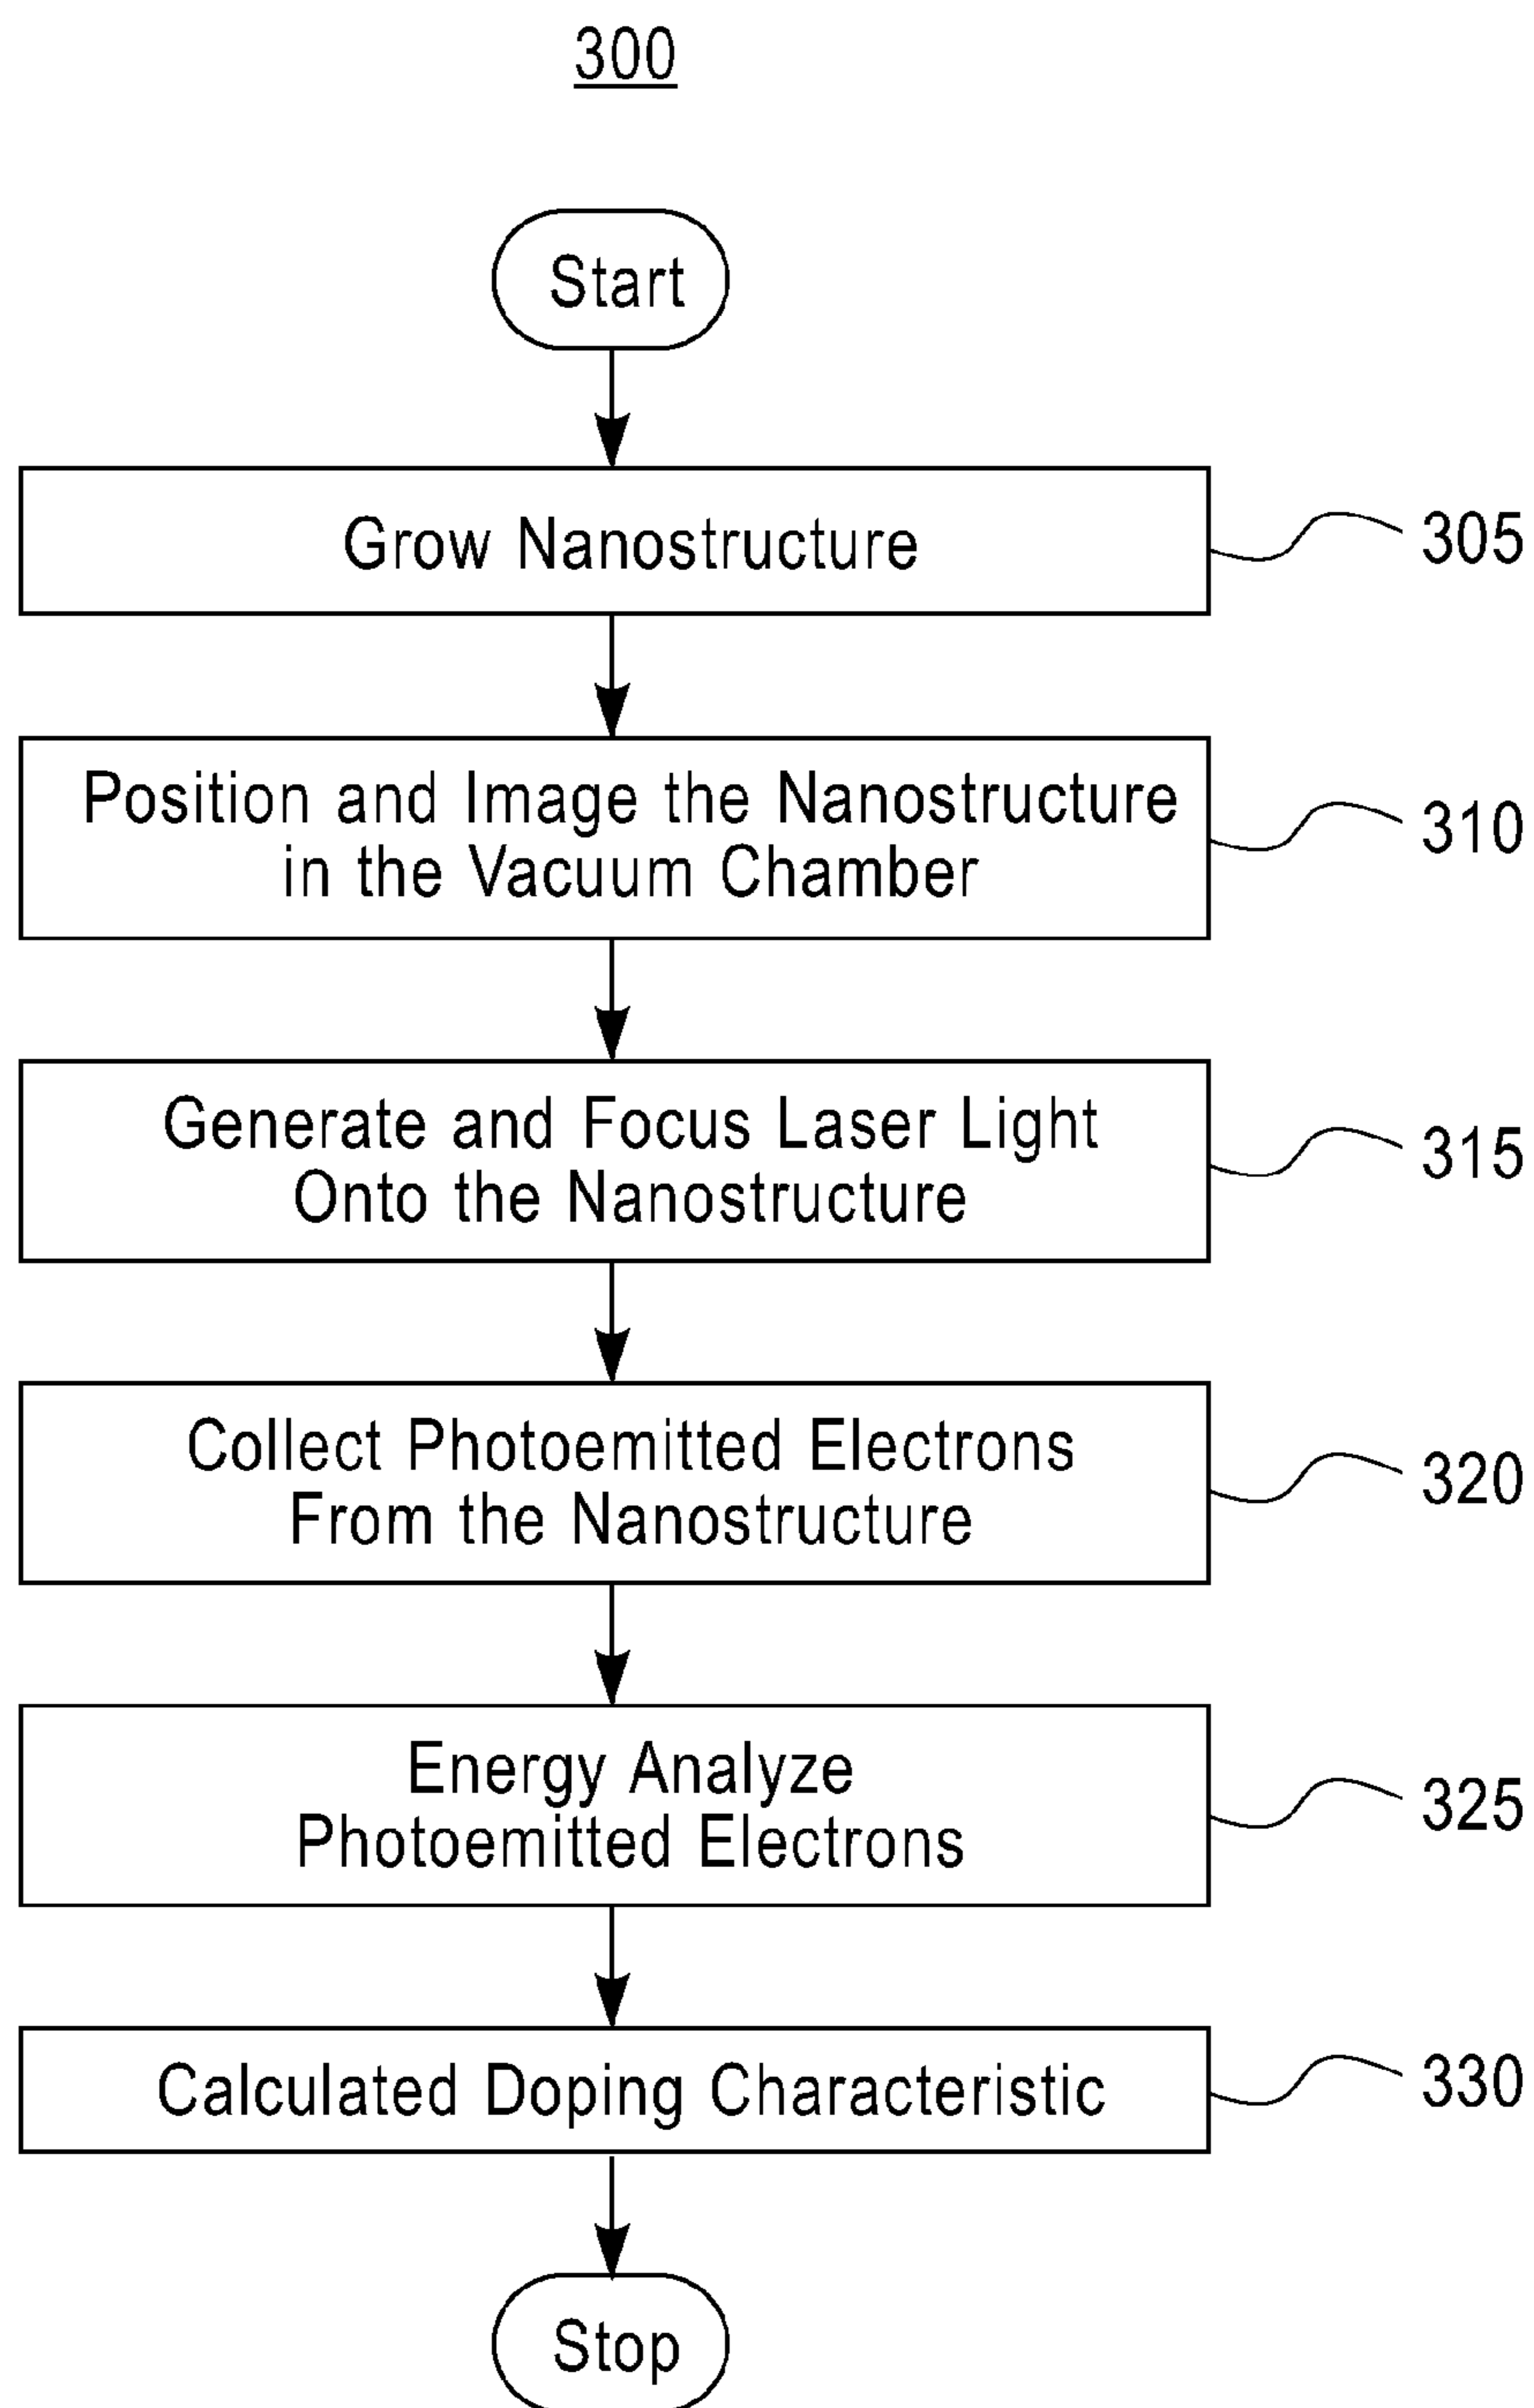 300
Start
Grow Nanostructure
305
Position and Image the Nanostructure
in the Vacuum Chamber
310
Generate and Focus Laser Light
Onto the Nanostructure
315
Collect Photoemitted Electrons
From the Nanostructure
320
Energy Analyze
Photoemitted Electrons
325
Calculated Doping Characteristic
330
Stop